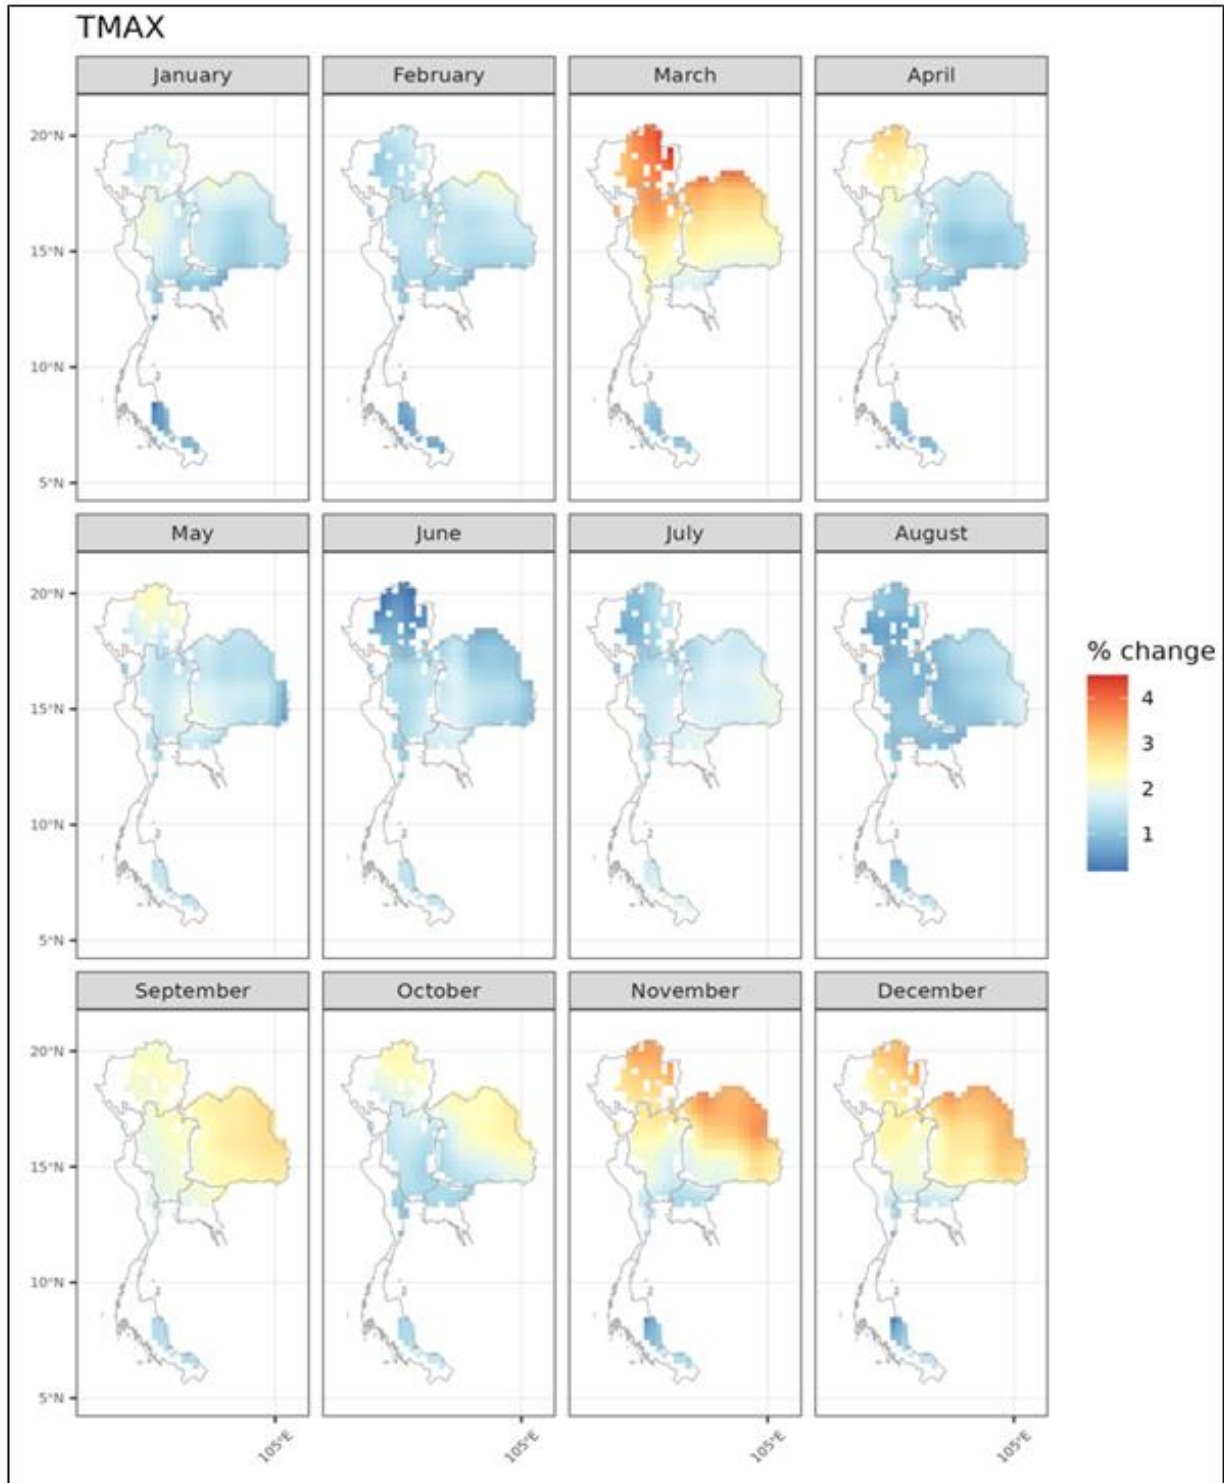 TMAX
January February March April
20°N
15°N
10°N
5°N
May June July August
20°N
15°N
10°N
5°N
% change
4
3
2
1
September October November December
20°N
15°N
10°N
5°N
105°E 105°E 105°E 105°E